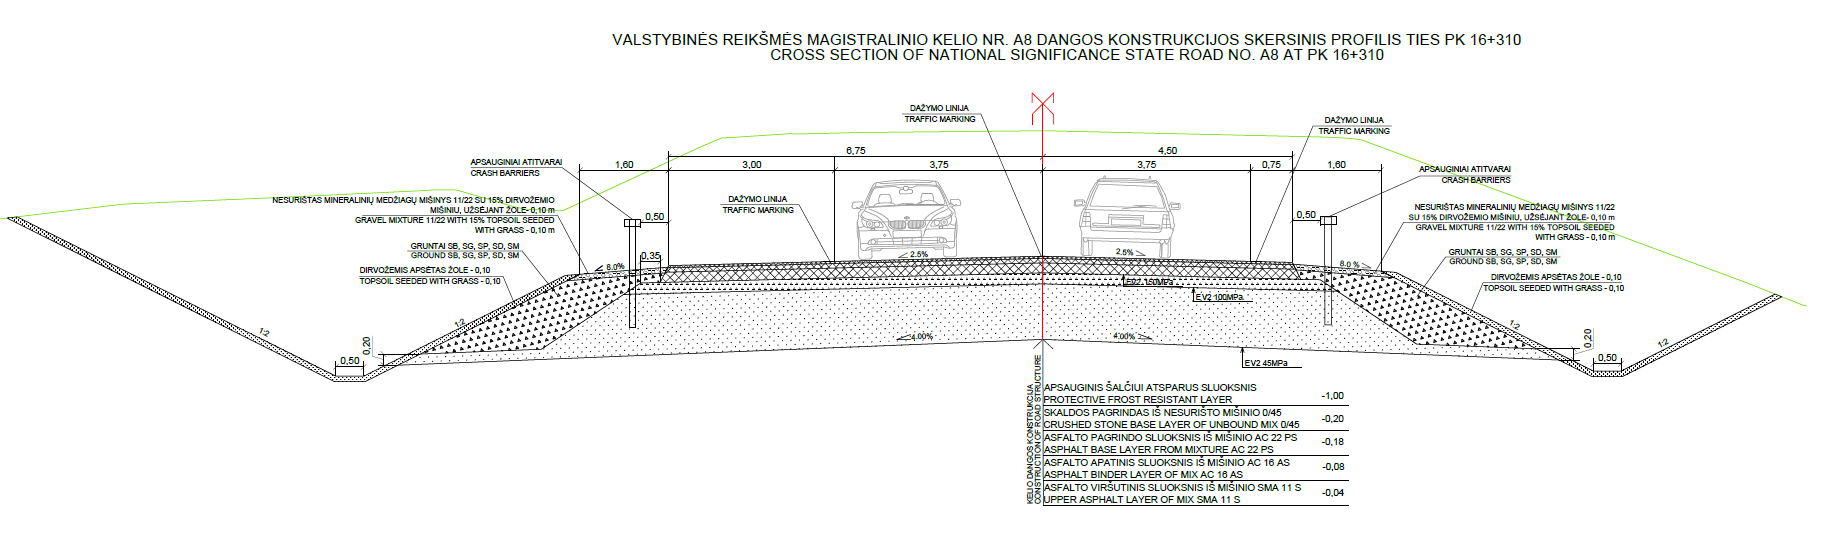 VALSTYBINĖS REIKŠMĖS MAGISTRALINIO KELIO NR. A8 DANGOS KONSTRUKCIJOS SKERSINIS PROFILIS TIES PK 16+310
CROSS SECTION OF NATIONAL SIGNIFICANCE STATE ROAD NO. A8 AT PK 16+310
DAŽYMO LINIJA
TRAFFIC MARKING
DAŽYMO LINIJA
TRAFFIC MARKING
6,75
4,50
APSAUGINIAI ATITVARAI
CRASH BARRIERS
1,60
3,00
3,75
3,75
0,75
1,60
APSAUGINIAI ATITVARAI
CRASH BARRIERS
NESURIŠTAS MINERALINIŲ MEDŽIAGŲ MIŠINYS 11/22 SU 15% DIRVOŽEMIO
MIŠINIU, UŽSĖJANT ŽOLE- 0,10 m
GRAVEL MIXTURE 11/22 WITH 15% TOPSOIL SEEDED
WITH GRASS - 0,10 m
DAŽYMO LINIJA
TRAFFIC MARKING
0,50
0,50
NESURIŠTAS MINERALINIŲ MEDŽIAGŲ MIŠINYS 11/22
SU 15% DIRVOŽEMIO MIŠINIU, UŽSĖJANT ŽOLE- 0,10 m
GRAVEL MIXTURE 11/22 WITH 15% TOPSOIL SEEDED
WITH GRASS - 0,10 m
GRUNTAI SB, SG, SP, SD, SM
GROUND SB, SG, SP, SD, SM
0,35
2.5%
2.5%
GRUNTAI SB, SG, SP, SD, SM
GROUND SB, SG, SP, SD, SM
DIRVOŽEMIS APSĖTAS ŽOLE - 0,10
TOPSOIL SEEDED WITH GRASS - 0,10
8.0%
8.0 %
DIRVOŽEMIS APSĖTAS ŽOLE - 0,10
TOPSOIL SEEDED WITH GRASS - 0,10
EV2 150MPa
EV2 100MPa
1:2
1:2
1:2
1:2
0,20
4.00%
4.00%
0,20
0,50
EV2 45MPa
0,50
KELIO DANGOS KONSTRUKCIJA
CONSTRUCTION OF ROAD STRUCTURE
APSAUGINIS ŠALČIUI ATSPARUS SLUOKSNIS
PROTECTIVE FROST RESISTANT LAYER
-1,00
SKALDOS PAGRINDAS IŠ NESURIŠTO MIŠINIO 0/45
CRUSHED STONE BASE LAYER OF UNBOUND MIX 0/45
-0,20
ASFALTO PAGRINDO SLUOKSNIS IŠ MIŠINIO AC 22 PS
ASPHALT BASE LAYER FROM MIXTURE AC 22 PS
-0,18
ASFALTO APATINIS SLUOKSNIS IŠ MIŠINIO AC 16 AS
ASPHALT BINDER LAYER OF MIX AC 16 AS
-0,08
ASFALTO VIRŠUTINIS SLUOKSNIS IŠ MIŠINIO SMA 11 S
UPPER ASPHALT LAYER OF MIX SMA 11 S
-0,04